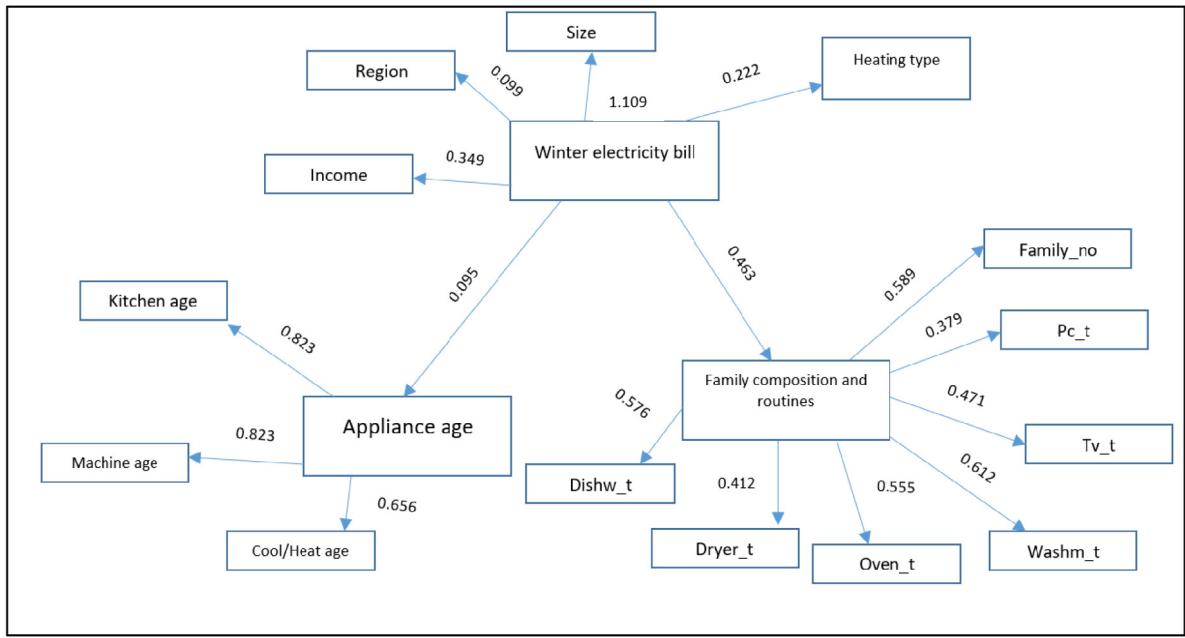 Size
Region
0.099
0.222
Heating type
1.109
Winter electricity bill
0.349
Income
0.095
0.463
Family_no
0.589
Kitchen age
0.823
0.379
Pc_t
Family composition and
routines
0.576
0.471
Appliance age
Tv_t
0.823
Machine age
0.612
Dishw_t
0.412
0.555
0.656
Cool/Heat age
Dryer_t
Oven_t
Washm_t